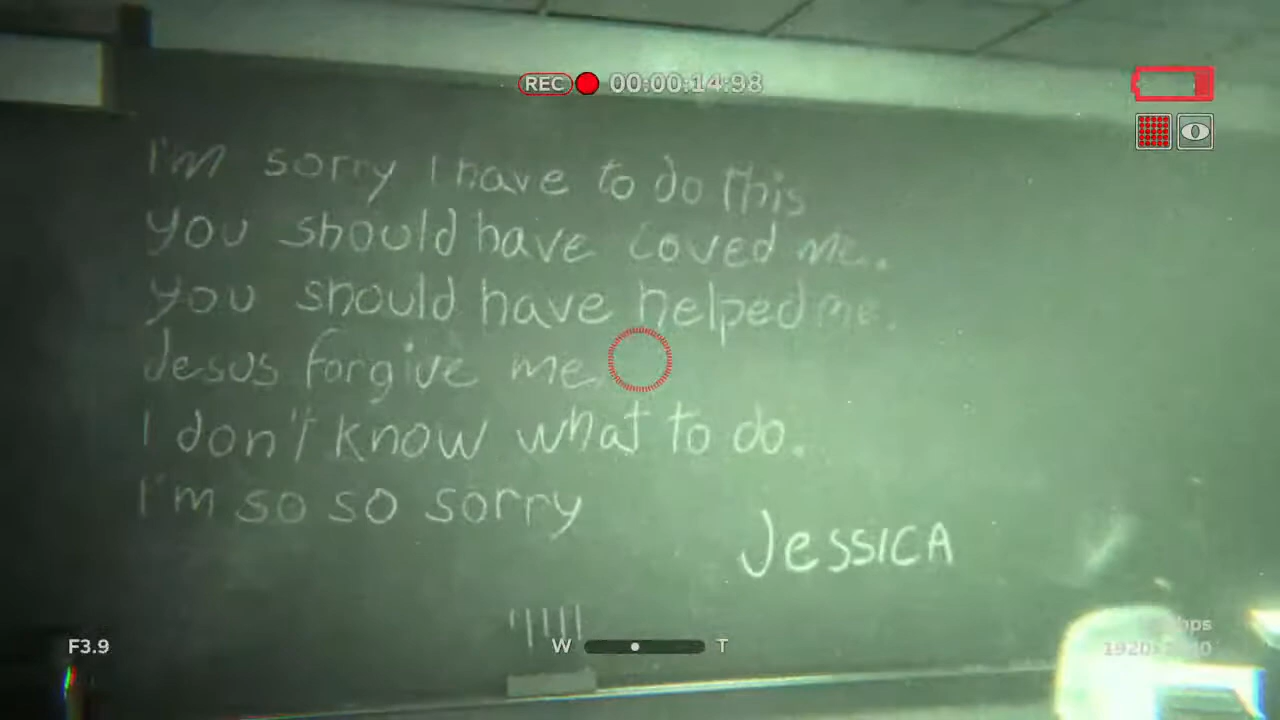 REC 00:00:14:98
I'm sorry I have to do this
you should have loved me.
you should have helped me.
Jesus forgive me.
I don't know what to do.
I'm so so sorry
JESSICA
F3.9
W T